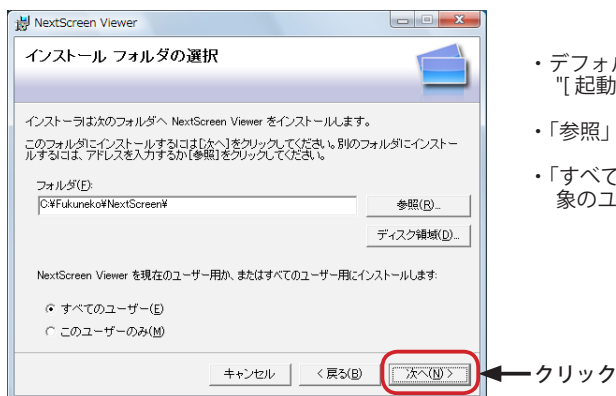 NextScreen Viewer
インストール フォルダの選択
インストーラは次のフォルダへ NextScreen Viewer をインストールします。
このフォルダにインストールするには[次へ]をクリックしてください。別のフォルダにインストー
ルするには、アドレスを入力するか[参照]をクリックしてください。
フォルダ(F):
C:¥Fukuneko¥NextScreen¥
参照(R)...
ディスク領域(D)...
NextScreen Viewer を現在のユーザー用か、またはすべてのユーザー用にインストールします:
すべてのユーザー(E)
このユーザーのみ(M)
キャンセル
< 戻る(B)
次へ(N) >
クリック
・デフォル
"[ 起動
・「参照」
・「すべて
象のユ